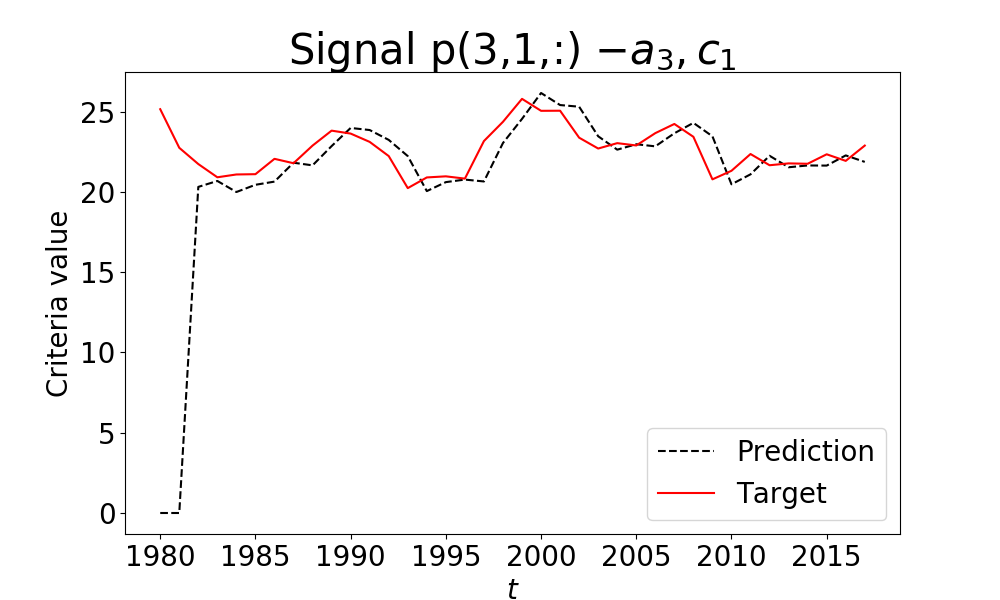 Signal p(3,1,:) −a₃, c₁
25
20
15
10
5
0
Criteria value
Prediction
Target
1980 1985 1990 1995 2000 2005 2010 2015
t